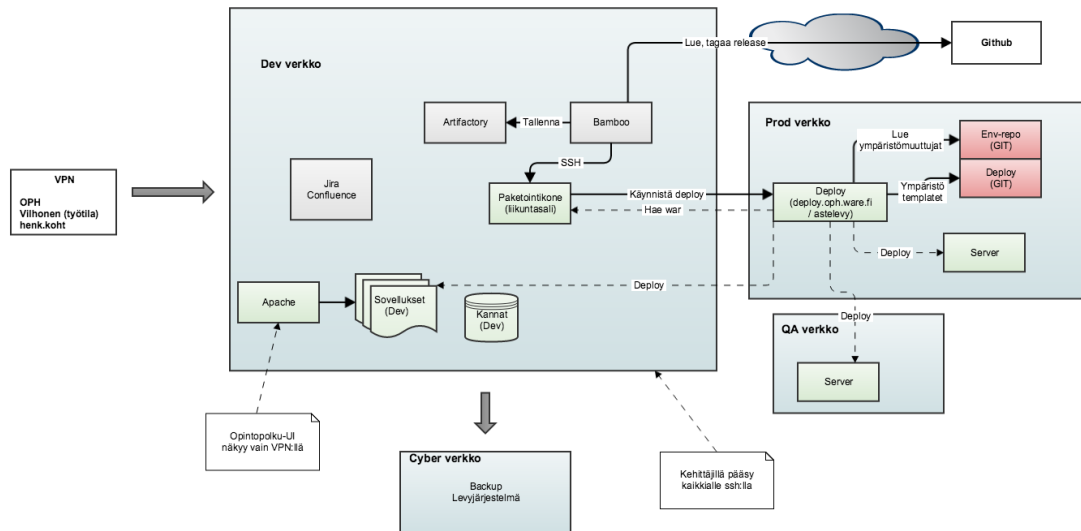 Dev verkko
Lue, tagaa release
Github
Artifactory
Tallenna
Bamboo
SSH
Jira
Confluence
Paketointikone
(liikuntasali)
Käynnistä deploy
Hae war
Prod verkko
Lue
ympäristömuuttujat
Env-repo
(GIT)
Deploy
(GIT)
Ympäristö
templatet
Deploy
(deploy.oph.ware.fi
/ astelevy)
Deploy
Server
VPN
OPH
Vilhonen (työtila)
henk.koht
Apache
Sovellukset
(Dev)
Kannat
(Dev)
Deploy
Deploy
QA verkko
Server
Opintopolku-UI
näkyy vain VPN:llä
Cyber verkko
Backup
Levyjärjestelmä
Kehittäjillä pääsy
kaikkialle ssh:lla